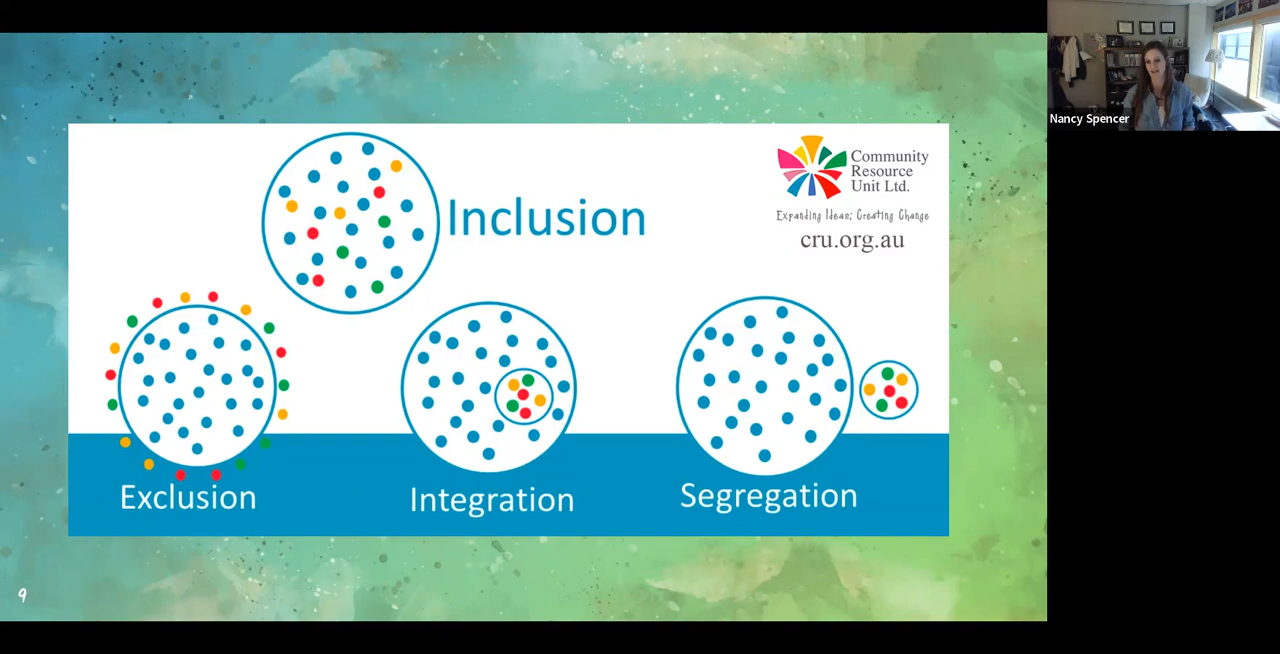 Inclusion
Community
Resource
Unit Ltd.
Expanding Ideas; Creating Change
cru.org.au
Exclusion
Integration
Segregation
9
Nancy Spencer